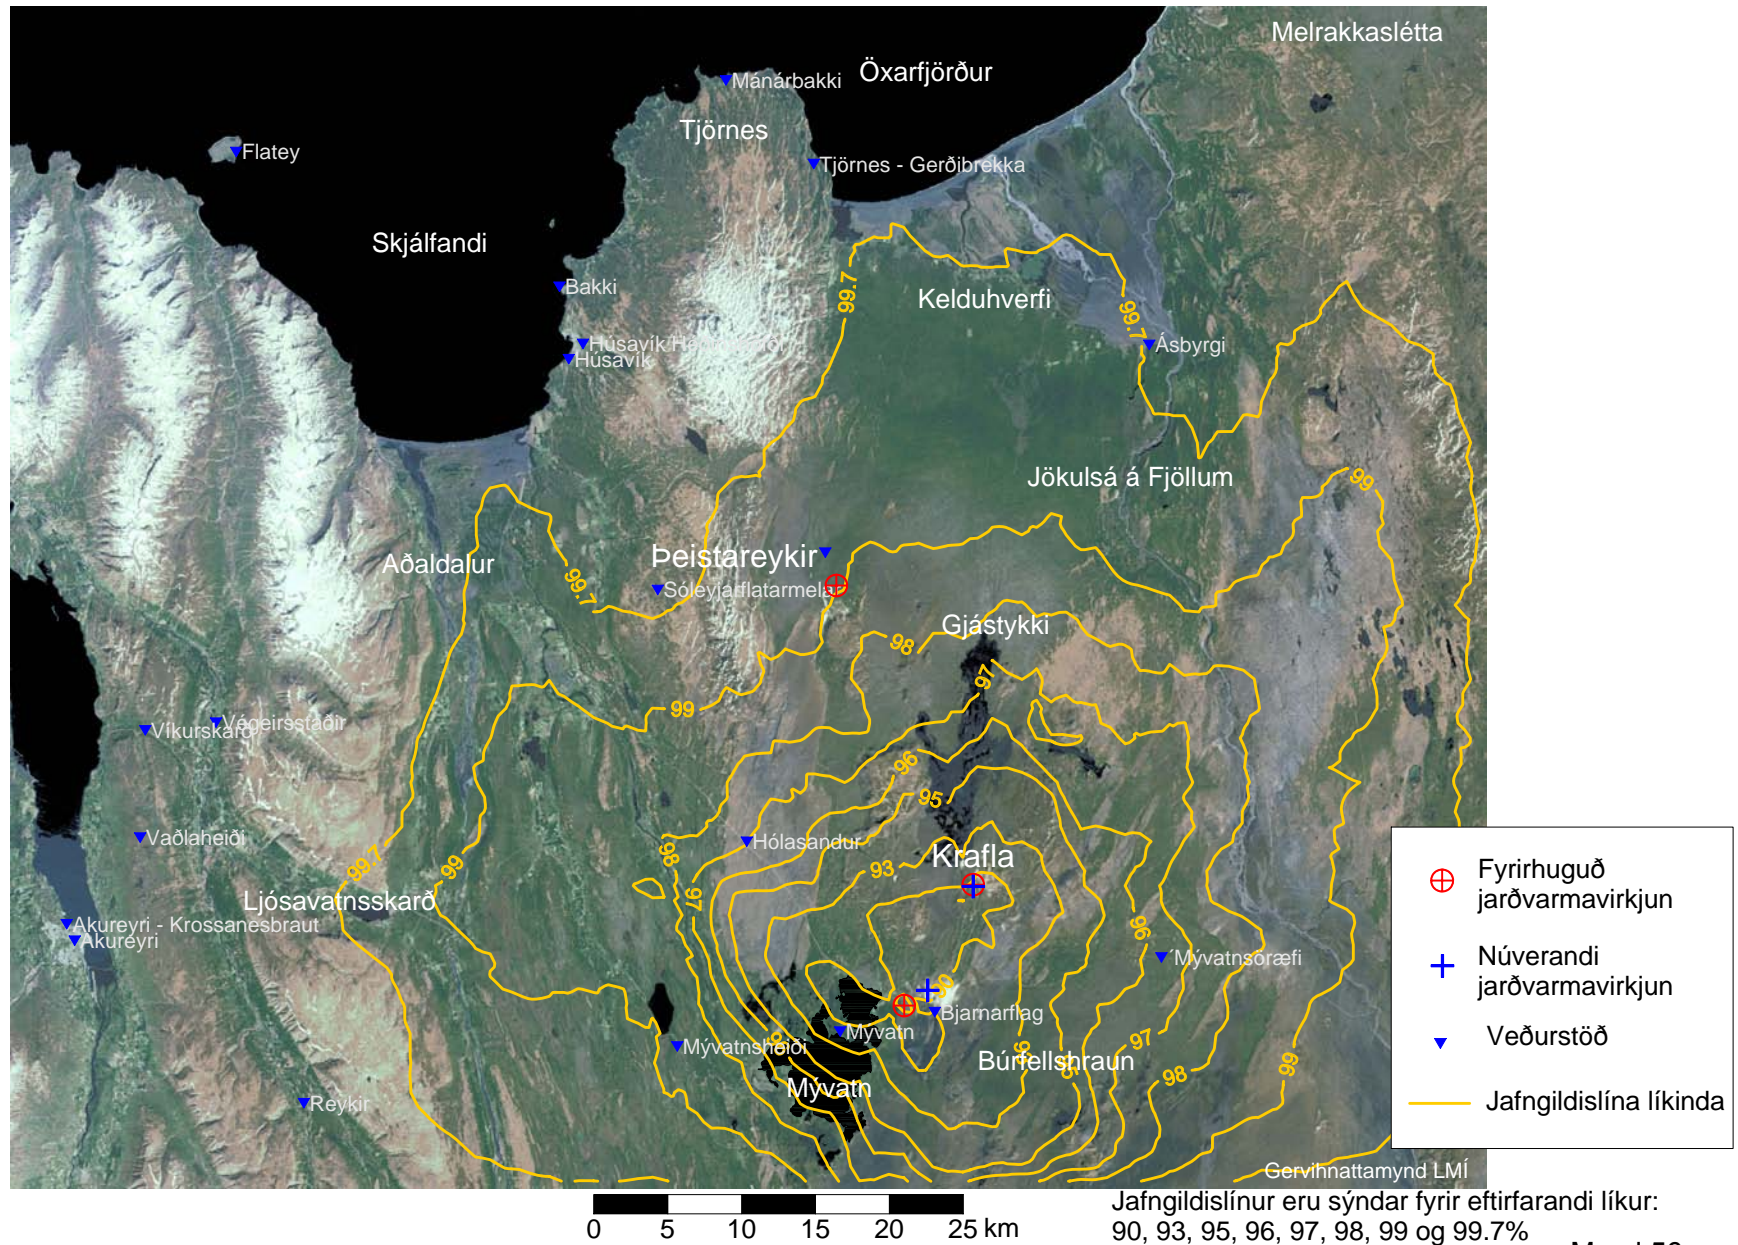 Melrakkaslétta
Öxarfjörður
Mánárbakki
Tjörnes
Flatey
Tjörnes - Gerðibrekka
Skjálfandi
Bakki
99.7
Kelduhverfi
99.7
Húsavík
Húsavík
Ásbyrgi
Jökulsá á Fjöllum
99
Aðaldalur
Þeistareykir
99.7
Sóleyjarflatarmelar
Gjástykki
98
97
99
Végeirsstaðir
Víkurskarð
96
95
Vaðlaheiði
Hólasandur
98
Krafla
99.7
99
93
97
Ljósavatnsskarð
Akureyri - Krossanesbraut
Akureyri
96
Mývatnsöræfi
90
Bjarnarflag
Mývatn
Mývatnsheiði
97
Búrfellshraun
95
98
99
Mývatn
Reykir
Gervihnattamynd LMÍ
Fyrirhuguð
jarðvarmavirkjun
Núverandi
jarðvarmavirkjun
Veðurstöð
Jafngildislína líkinda
0 5 10 15 20 25 km
Jafngildislínur eru sýndar fyrir eftirfarandi líkur:
90, 93, 95, 96, 97, 98, 99 og 99.7%